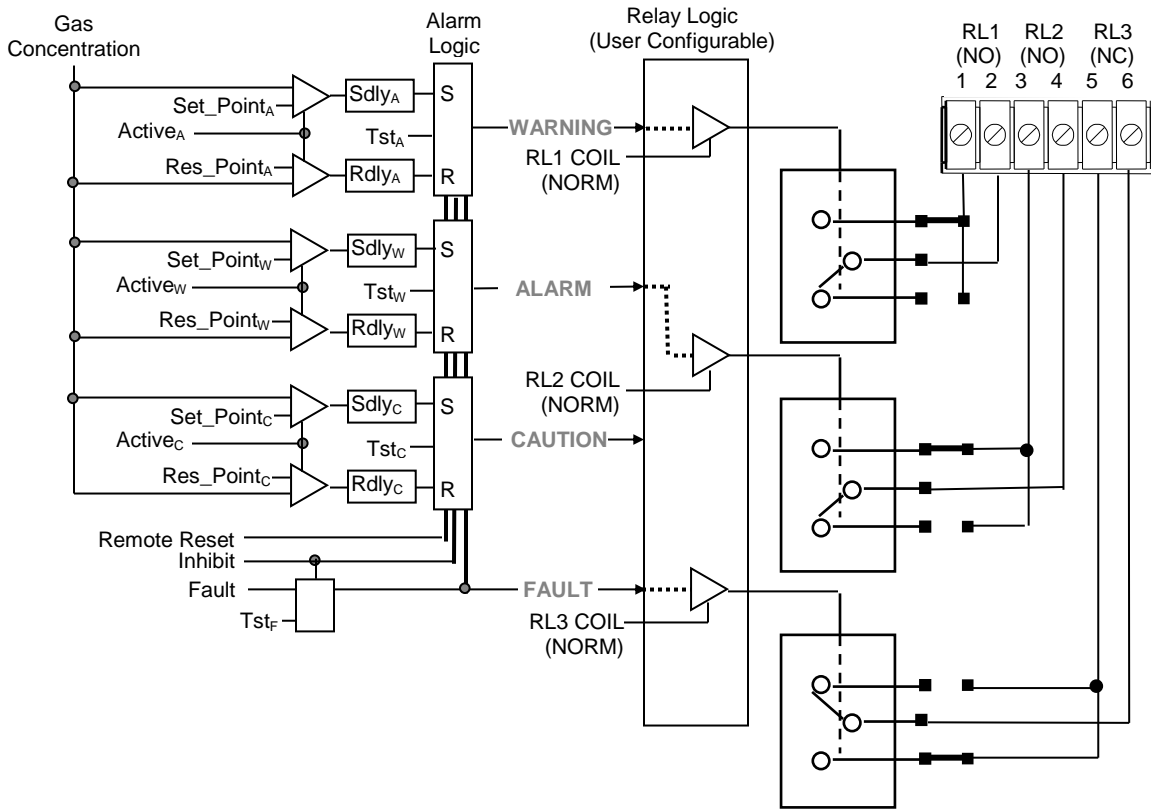 Gas
Concentration
Alarm
Logic
Relay Logic
(User Configurable)
RL1
(NO)
RL2
(NO)
RL3
(NC)
1 2 3 4 5 6
Set_PointA
SdlyA
S
ActiveA
TstA
WARNING
Res_PointA
RdlyA
R
RL1 COIL
(NORM)
Set_PointW
SdlyW
S
ActiveW
TstW
ALARM
Res_PointW
RdlyW
R
RL2 COIL
(NORM)
Set_PointC
SdlyC
S
ActiveC
TstC
CAUTION
Res_PointC
RdlyC
R
Remote Reset
Inhibit
Fault
FAULT
TstF
RL3 COIL
(NORM)